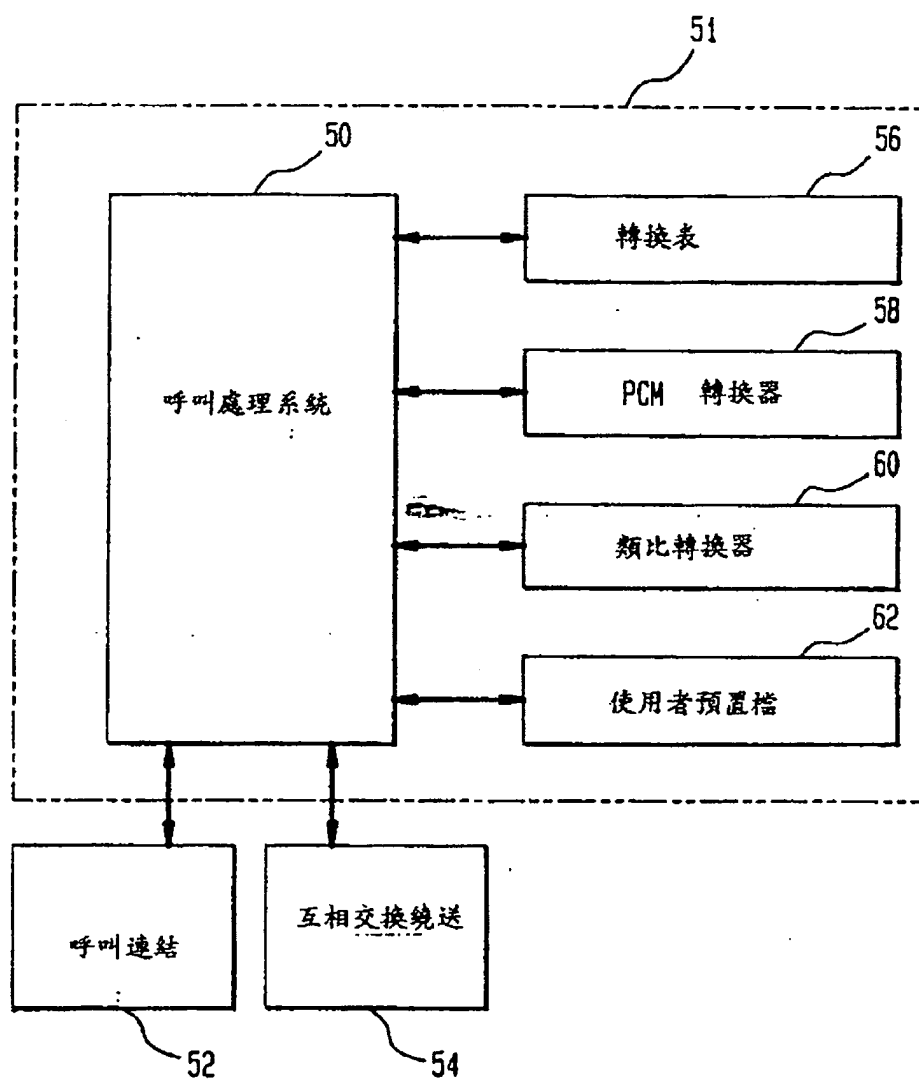 51
50
56
轉換表
58
呼叫處理系統
PCM 轉換器
60
類比轉換器
62
使用者預置檔
互相交換繞送
呼叫連結
52
54